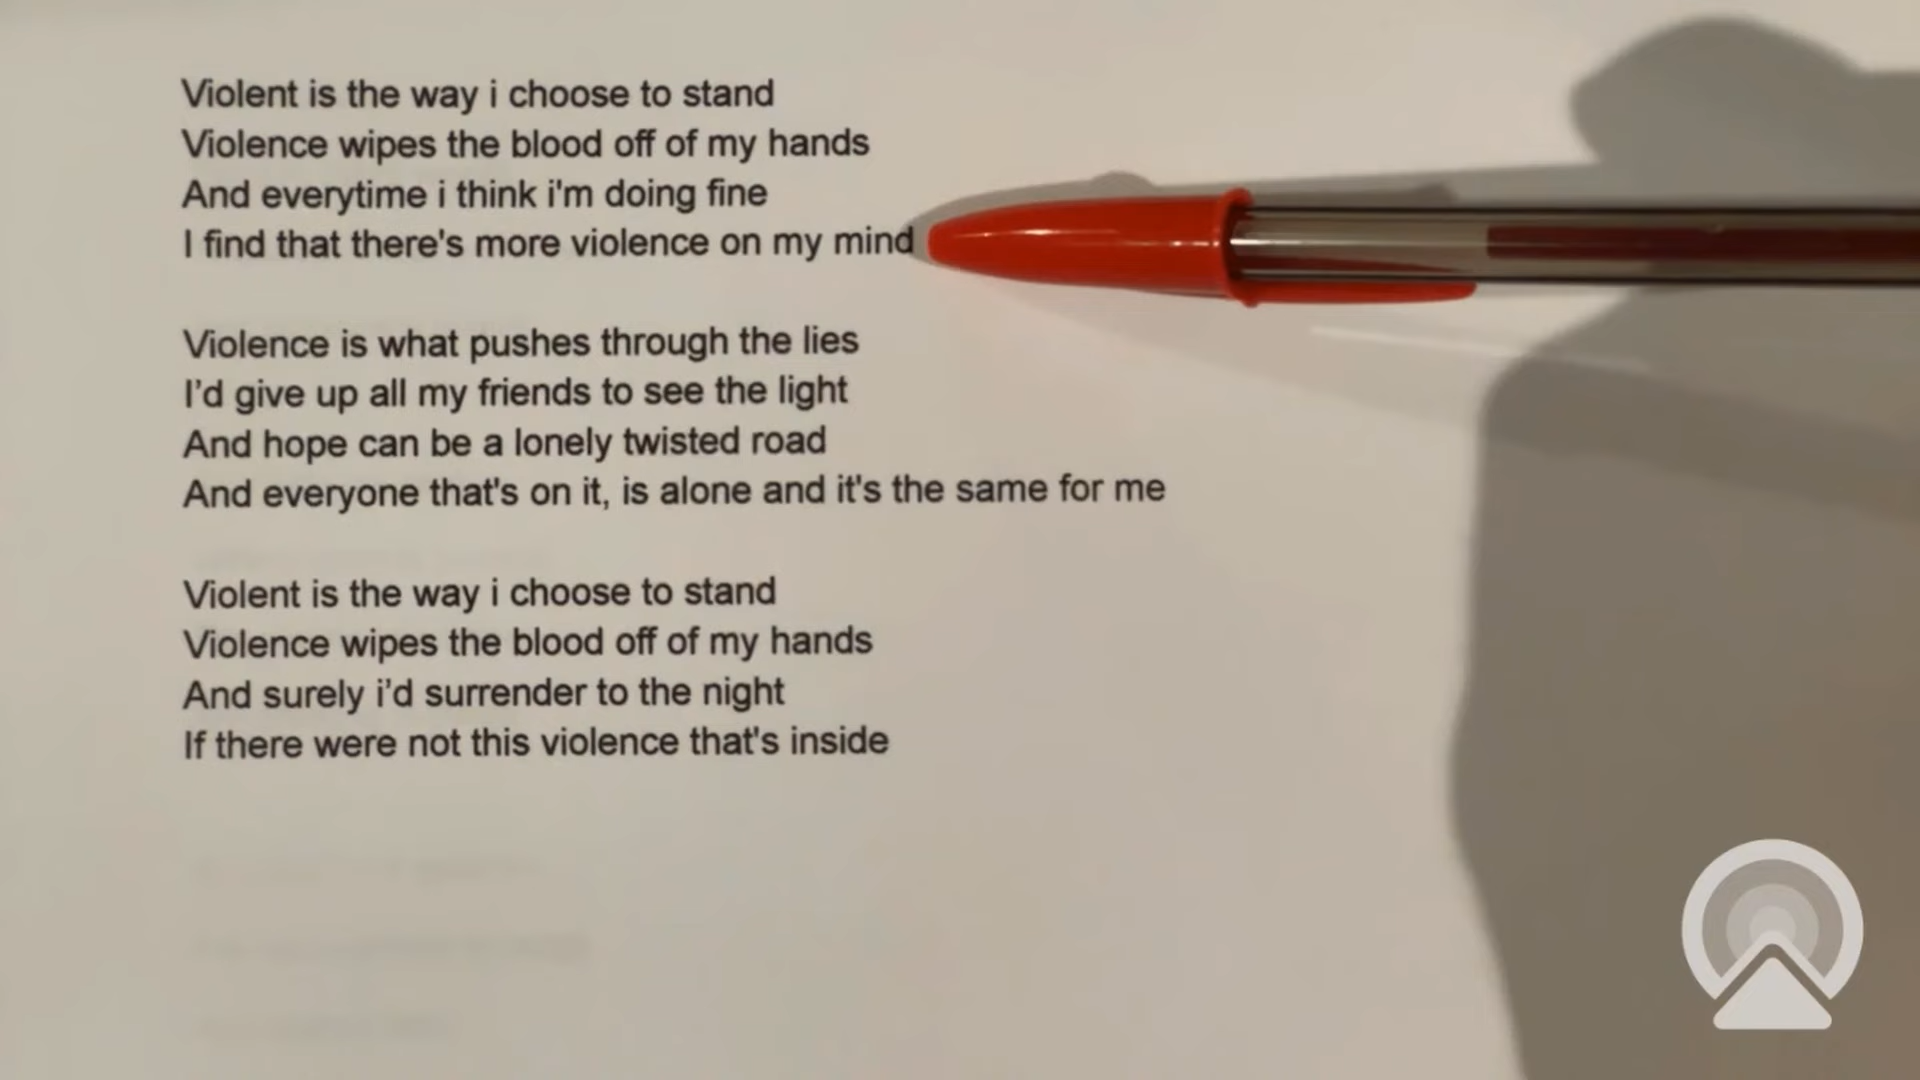 Violent is the way i choose to stand
Violence wipes the blood off of my hands
And everytime i think i'm doing fine
I find that there's more violence on my mind
Violence is what pushes through the lies
I'd give up all my friends to see the light
And hope can be a lonely twisted road
And everyone that's on it, is alone and it's the same for me
Violent is the way i choose to stand
Violence wipes the blood off of my hands
And surely i'd surrender to the night
If there were not this violence that's inside